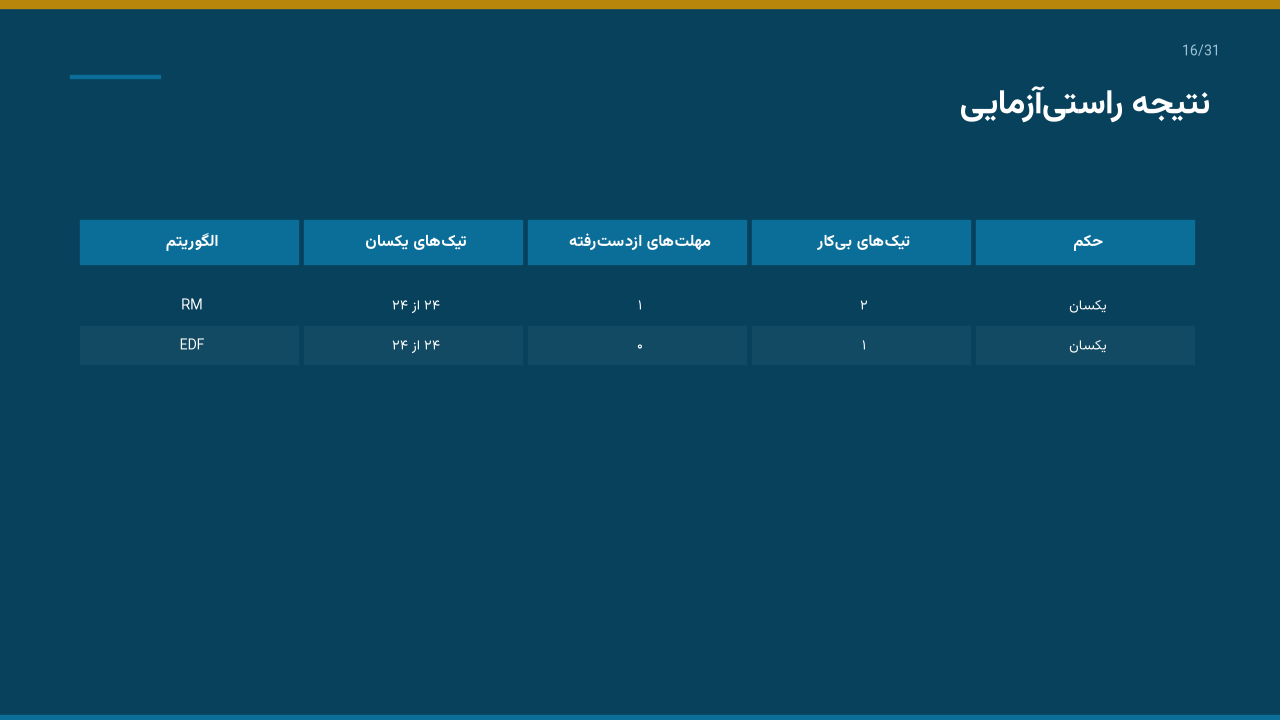 16/31
نتیجه راستی‌آزمایی
حکم تیک‌های بی‌کار مهلت‌های ازدست‌رفته تیک‌های یکسان الگوریتم
یکسان ۲ ۱ ۲۴ از ۲۴ RM
یکسان ۱ ۰ ۲۴ از ۲۴ EDF